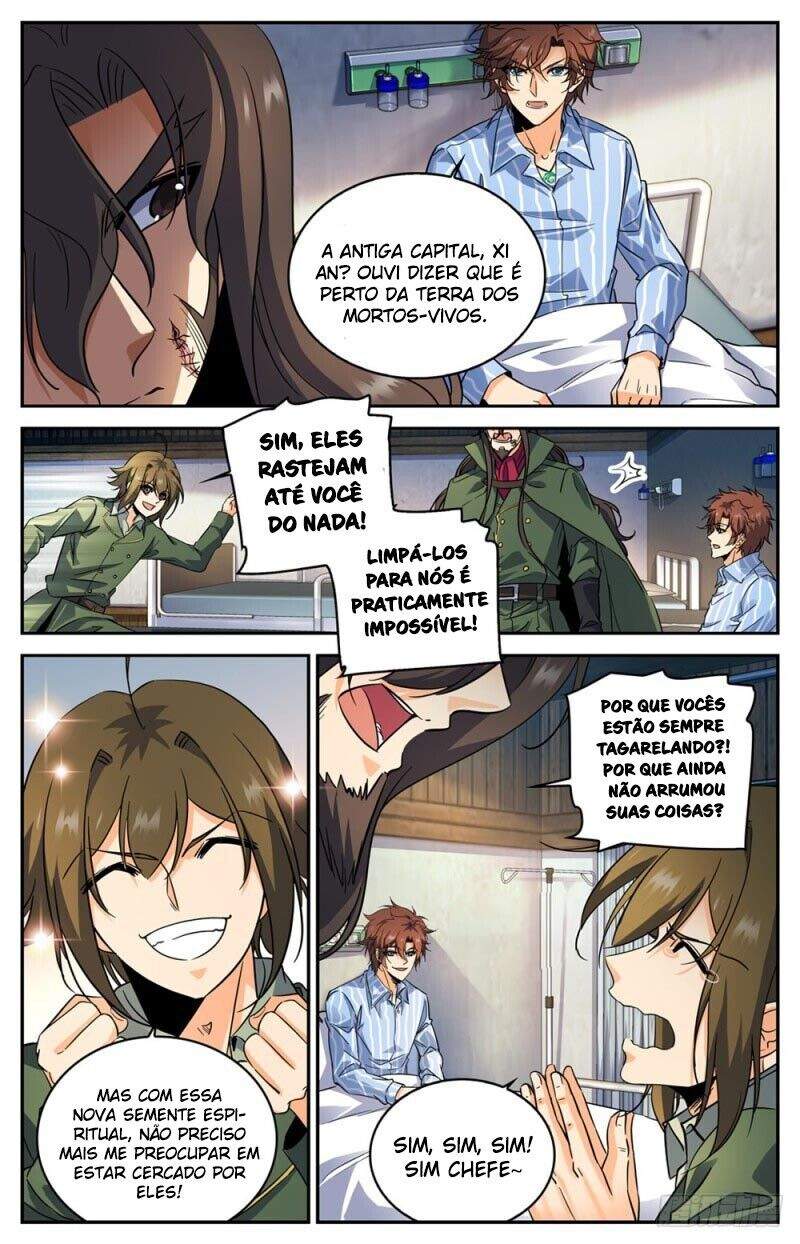 A ANTIGA CAPITAL, XI
AN? OUVI DIZER QUE É
PERTO DA TERRA DOS
MORTOS-VIVOS.
SIM, ELES
RASTEJAM
ATÉ VOCÊ
DO NADA!
LIMPÁ-LOS
PARA NÓS É
PRATICAMENTE
IMPOSSÍVEL!
MAS COM ESSA
NOVA SEMENTE ESPI-
RITUAL, NÃO PRECISO
MAIS ME PREOCUPAR EM
ESTAR CERCADO POR
ELES!
POR QUE VOCÊS
ESTÃO SEMPRE
TAGARELANDO?!
POR QUE AINDA
NÃO ARRUMOU
SUAS COISAS?
SIM, SIM, SIM!
SIM CHEFE~